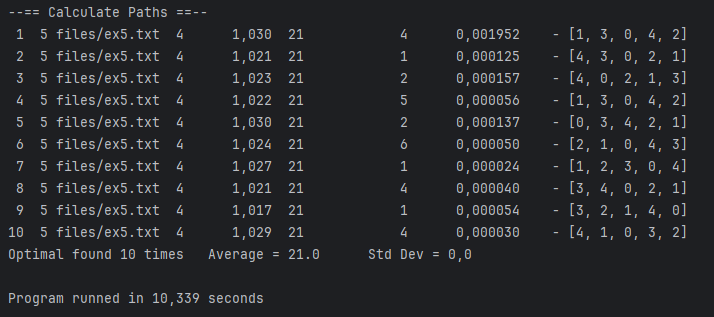 --== Calculate Paths ==--
1 5 files/ex5.txt 4 1,030 21 4 0,001952 - [1, 3, 0, 4, 2]
2 5 files/ex5.txt 4 1,021 21 1 0,000125 - [4, 3, 0, 2, 1]
3 5 files/ex5.txt 4 1,023 21 2 0,000157 - [4, 0, 2, 1, 3]
4 5 files/ex5.txt 4 1,022 21 5 0,000056 - [1, 3, 0, 4, 2]
5 5 files/ex5.txt 4 1,030 21 2 0,000137 - [0, 3, 4, 2, 1]
6 5 files/ex5.txt 4 1,024 21 6 0,000050 - [2, 1, 0, 4, 3]
7 5 files/ex5.txt 4 1,027 21 1 0,000024 - [1, 2, 3, 0, 4]
8 5 files/ex5.txt 4 1,021 21 4 0,000040 - [3, 4, 0, 2, 1]
9 5 files/ex5.txt 4 1,017 21 1 0,000054 - [3, 2, 1, 4, 0]
10 5 files/ex5.txt 4 1,029 21 4 0,000030 - [4, 1, 0, 3, 2]
Optimal found 10 times Average = 21.0 Std Dev = 0,0
Program runned in 10,339 seconds